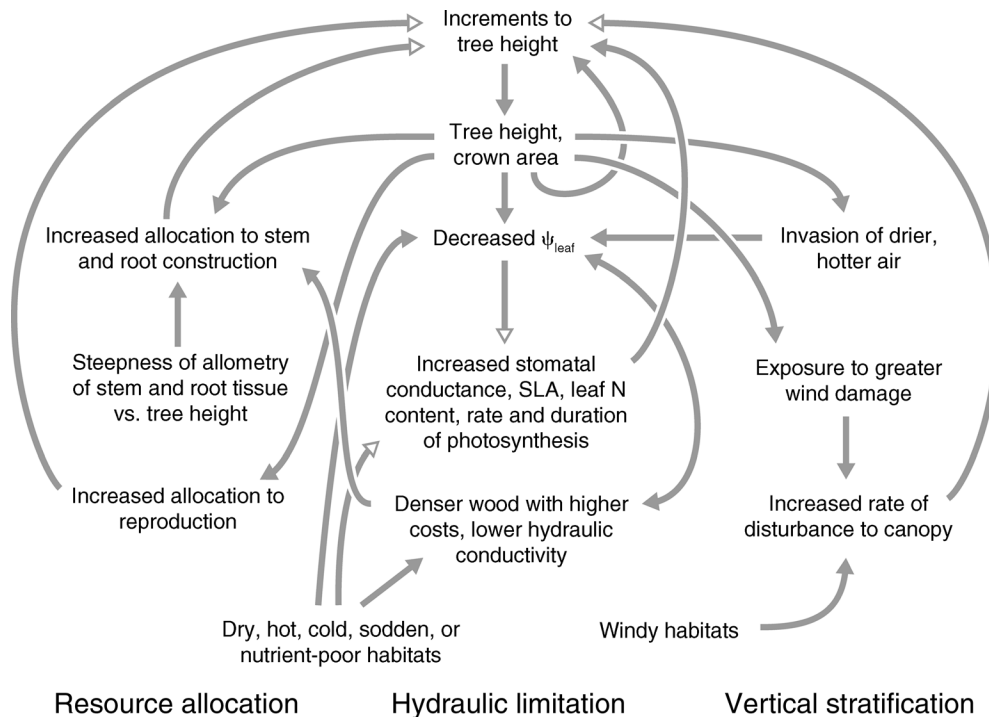 Increments to
tree height
Tree height,
crown area
Increased allocation to stem
and root construction
Decreased ψleaf
Invasion of drier,
hotter air
Steepness of allometry
of stem and root tissue
vs. tree height
Increased stomatal
conductance, SLA, leaf N
content, rate and duration
of photosynthesis
Exposure to greater
wind damage
Increased allocation to
reproduction
Denser wood with higher
costs, lower hydraulic
conductivity
Increased rate of
disturbance to canopy
Dry, hot, cold, sodden, or
nutrient-poor habitats
Windy habitats
Resource allocation
Hydraulic limitation
Vertical stratification